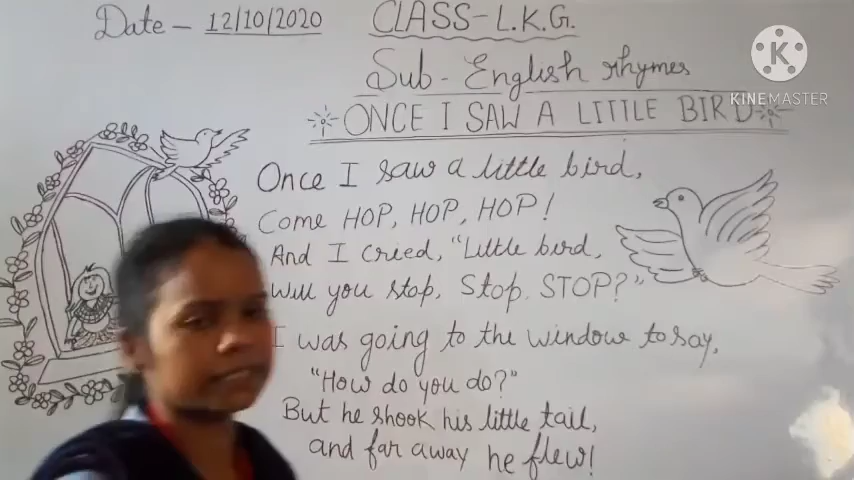 Date - 12/10/2020
CLASS-L.K.G.
Sub - English rhymes
KINEMASTER
ONCE I SAW A LITTLE BIRD
Once I saw a little bird,
Come HOP, HOP, HOP!
And I cried, "Little bird,
Will you stop, Stop, STOP?"
I was going to the window to say,
"How do you do?"
But he shook his little tail,
and far away he flew!